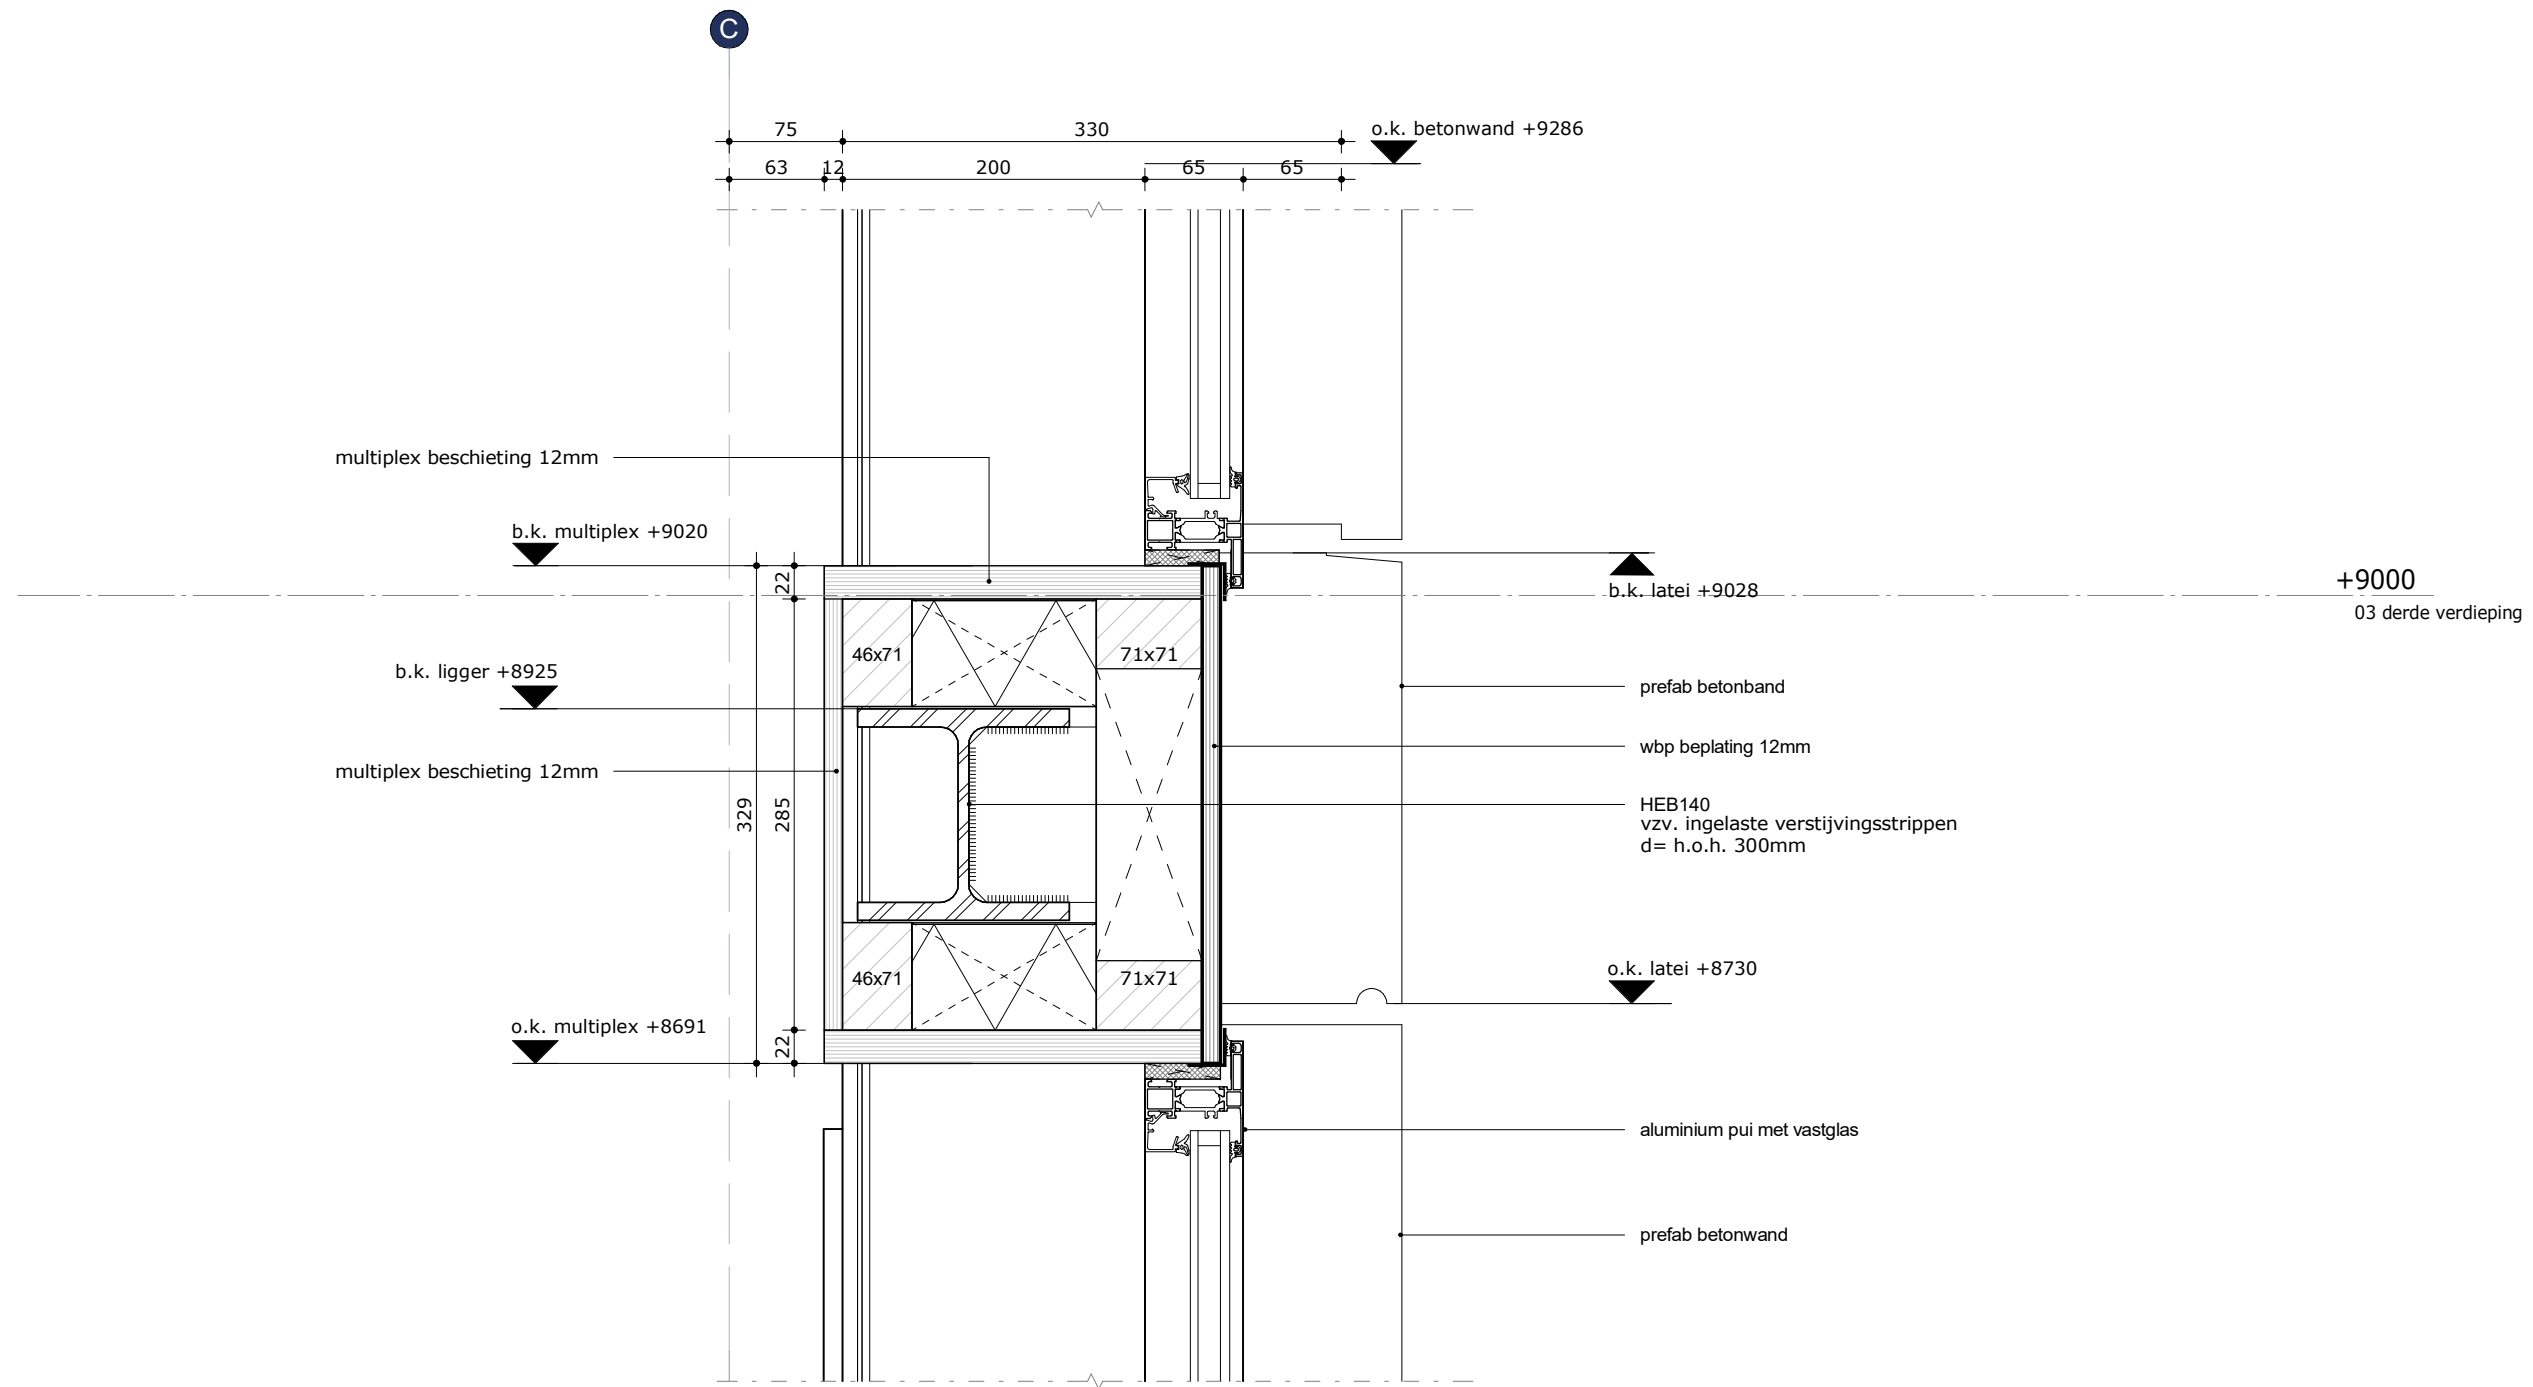 C
75
330
o.k. betonwand +9286
63
12
200
65
65
multiplex beschieting 12mm
b.k. multiplex +9020
22
b.k. latei +9028
+9000
03 derde verdieping
46x71
71x71
b.k. ligger +8925
prefab betonband
wbp beplating 12mm
multiplex beschieting 12mm
329
285
HEB140
vzv. ingelaste verstijvingsstrippen
d= h.o.h. 300mm
46x71
71x71
o.k. latei +8730
o.k. multiplex +8691
22
aluminium pui met vastglas
prefab betonwand